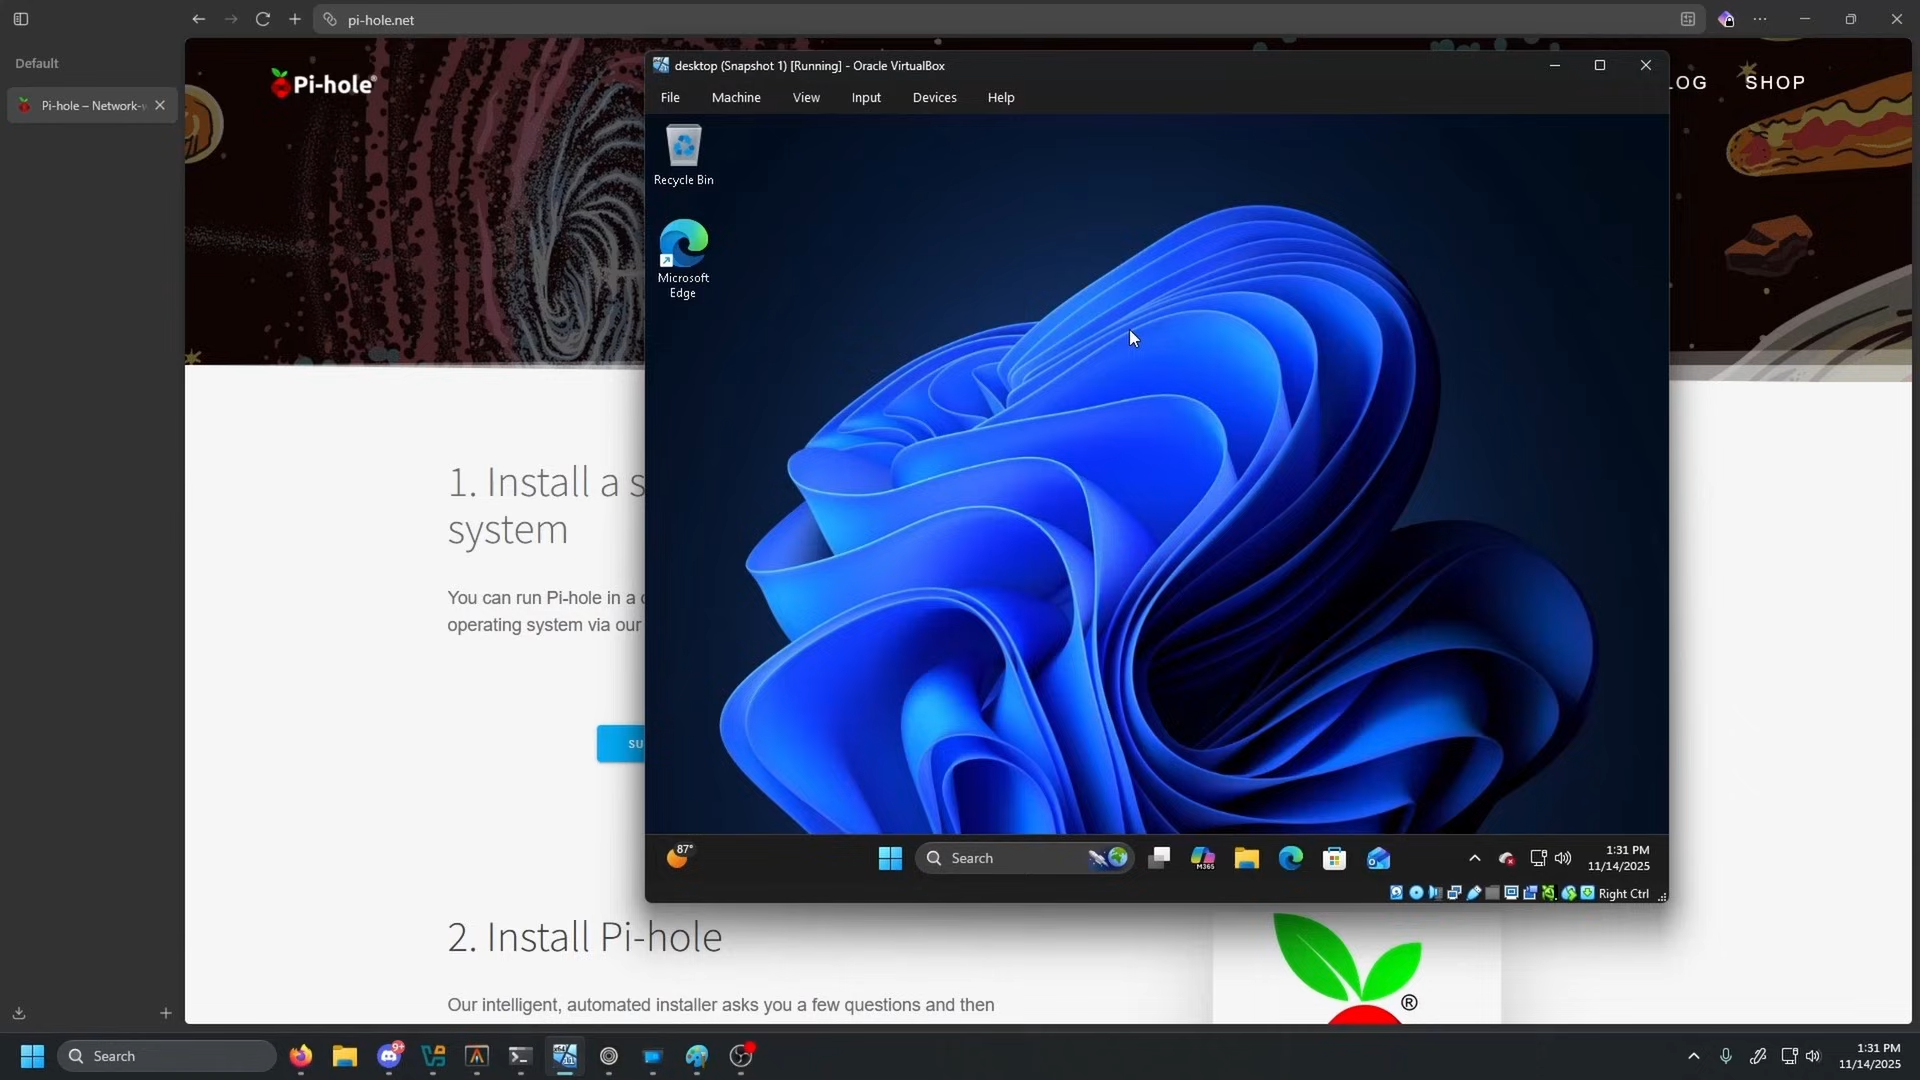 pi-hole.net
Default
Pi-hole – Network-w
Pi-hole®
LOG
SHOP
desktop (Snapshot 1) [Running] - Oracle VirtualBox
File
Machine
View
Input
Devices
Help
Recycle Bin
Microsoft
Edge
1. Install a s
system
You can run Pi-hole in a c
operating system via our
SU
87°
Search
M365
1:31 PM
11/14/2025
Right Ctrl
2. Install Pi-hole
Our intelligent, automated installer asks you a few questions and then
®
Search
9+
1:31 PM
11/14/2025